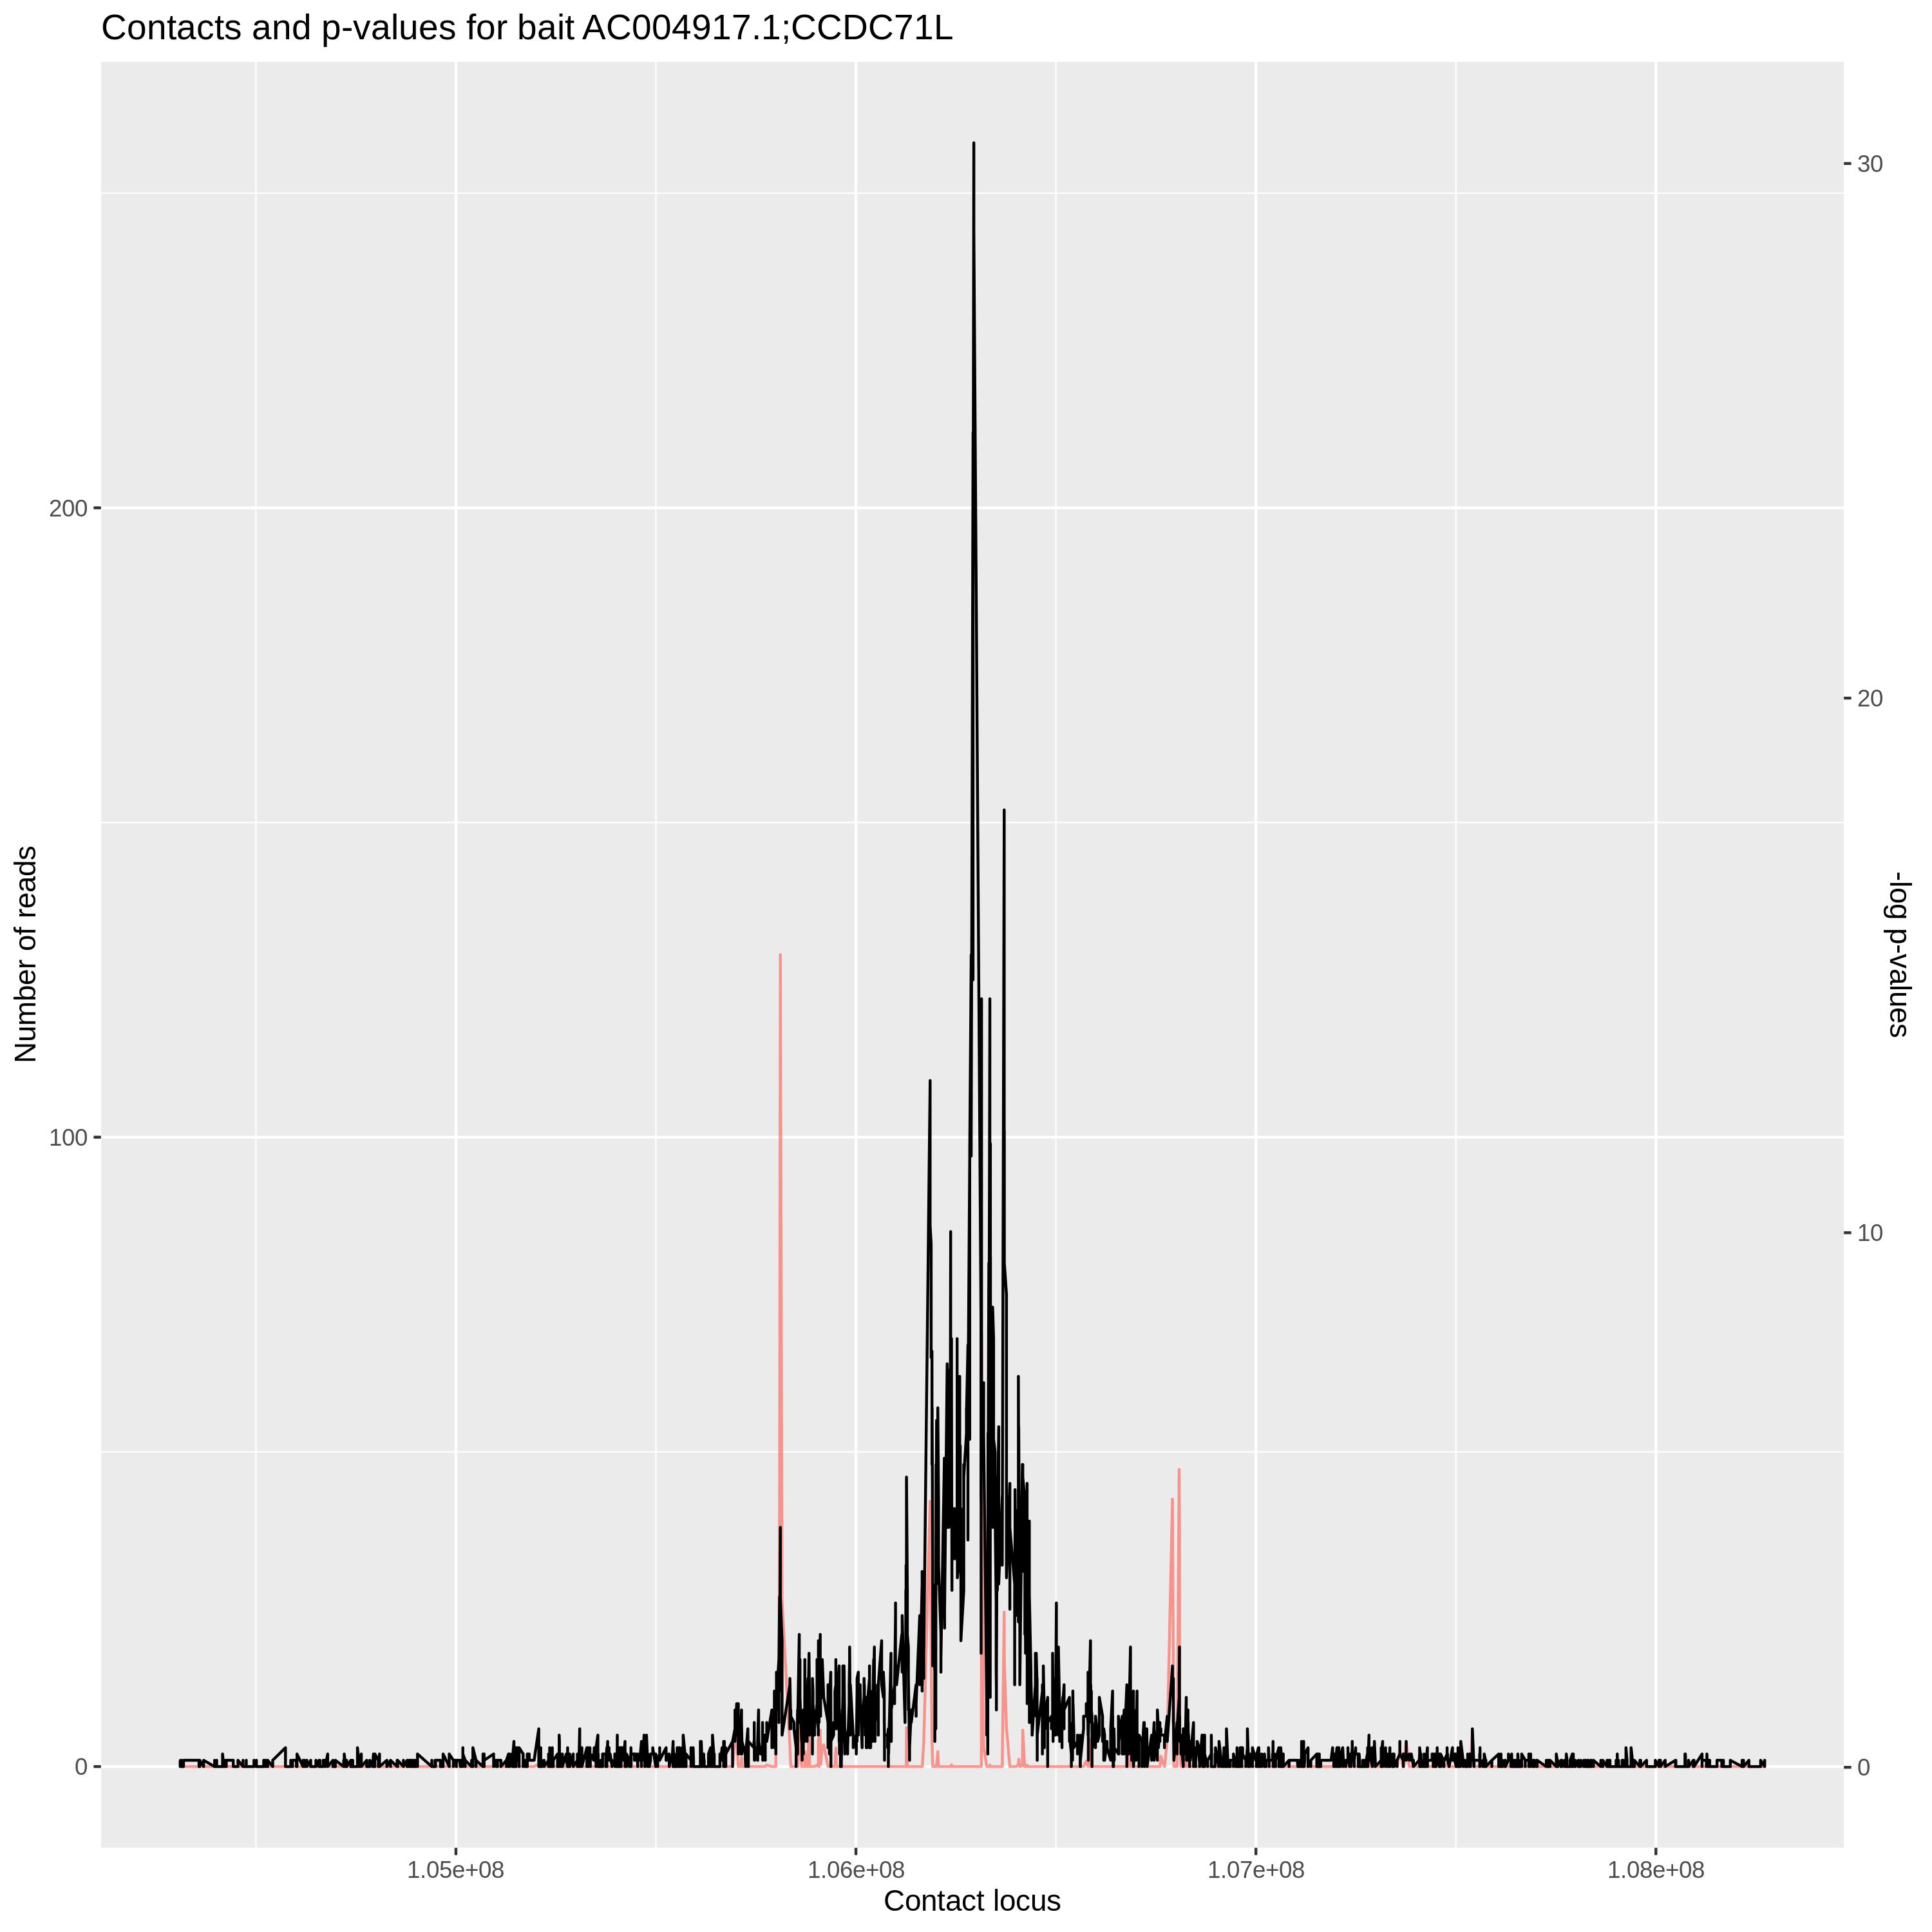 Contacts and p-values for bait AC004917.1;CCDC71L
Number of reads
200
100
0
30
20
10
0
-log p-values
1.05e+08
1.06e+08
1.07e+08
1.08e+08
Contact locus